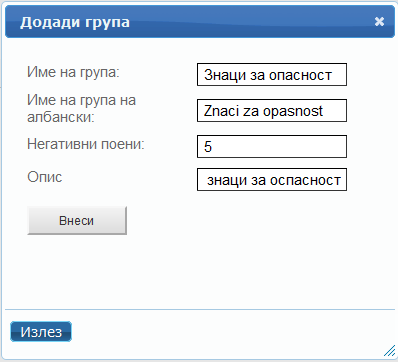 Додади група
Име на група:
Знаци за опасност
Име на група на
албански:
Znaci za opasnost
Негативни поени:
5
Опис
знаци за оспасност
Внеси
Излез